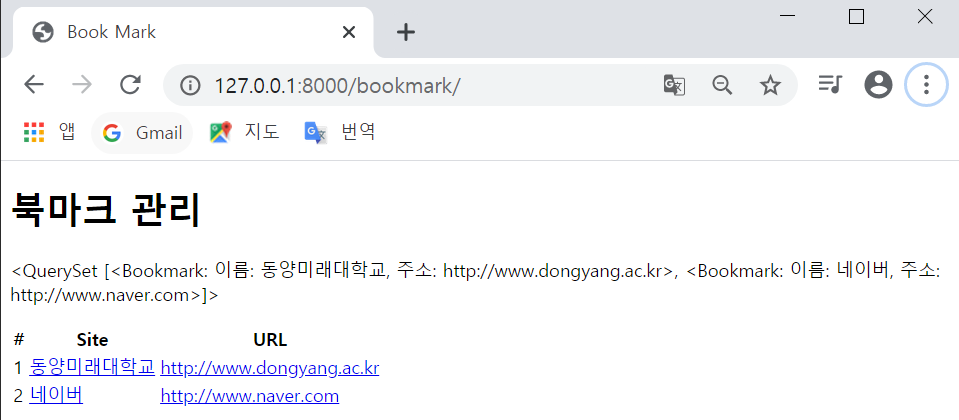 Book Mark
127.0.0.1:8000/bookmark/
앱 Gmail 지도 번역
북마크 관리
<QuerySet [<Bookmark: 이름: 동양미래대학교, 주소: http://www.dongyang.ac.kr>, <Bookmark: 이름: 네이버, 주소:
http://www.naver.com>]>
# Site URL
1 동양미래대학교 http://www.dongyang.ac.kr
2 네이버 http://www.naver.com